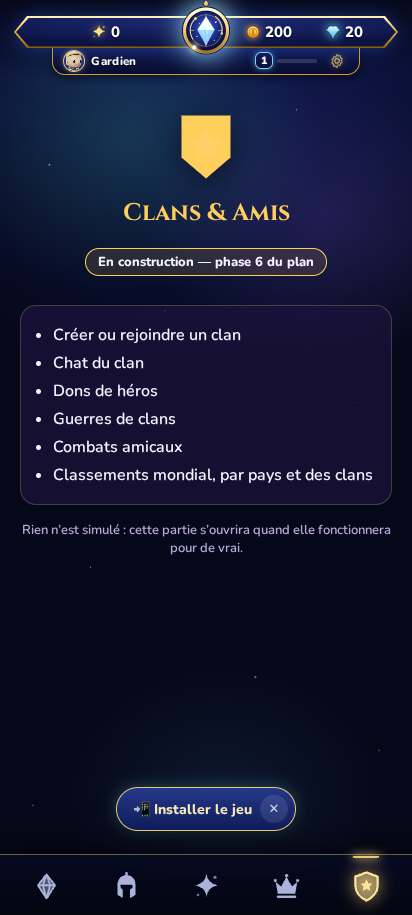 0
200
20
Gardien
1
Clans & Amis
En construction — phase 6 du plan
• Créer ou rejoindre un clan
• Chat du clan
• Dons de héros
• Guerres de clans
• Combats amicaux
• Classements mondial, par pays et des clans
Rien n'est simulé : cette partie s'ouvrira quand elle fonctionnera
pour de vrai.
Installer le jeu ×